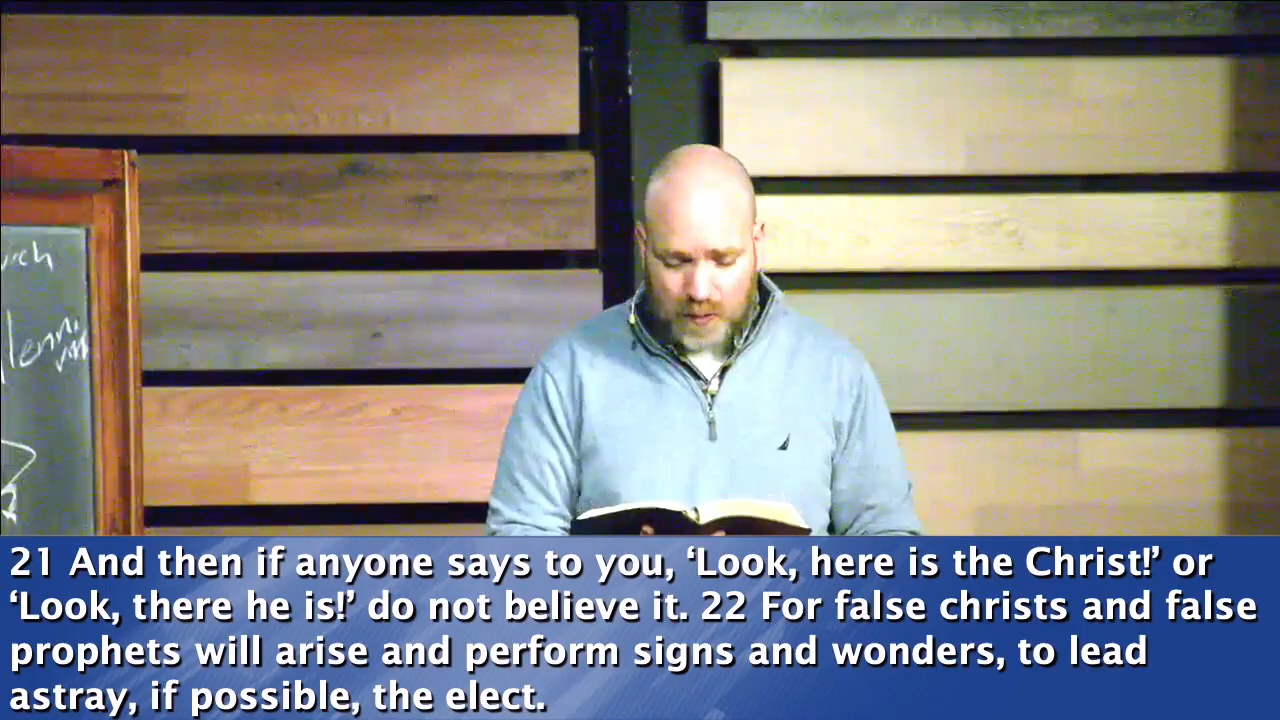 21 And then if anyone says to you, ‘Look, here is the Christ!’ or
‘Look, there he is!’ do not believe it. 22 For false christs and false
prophets will arise and perform signs and wonders, to lead
astray, if possible, the elect.